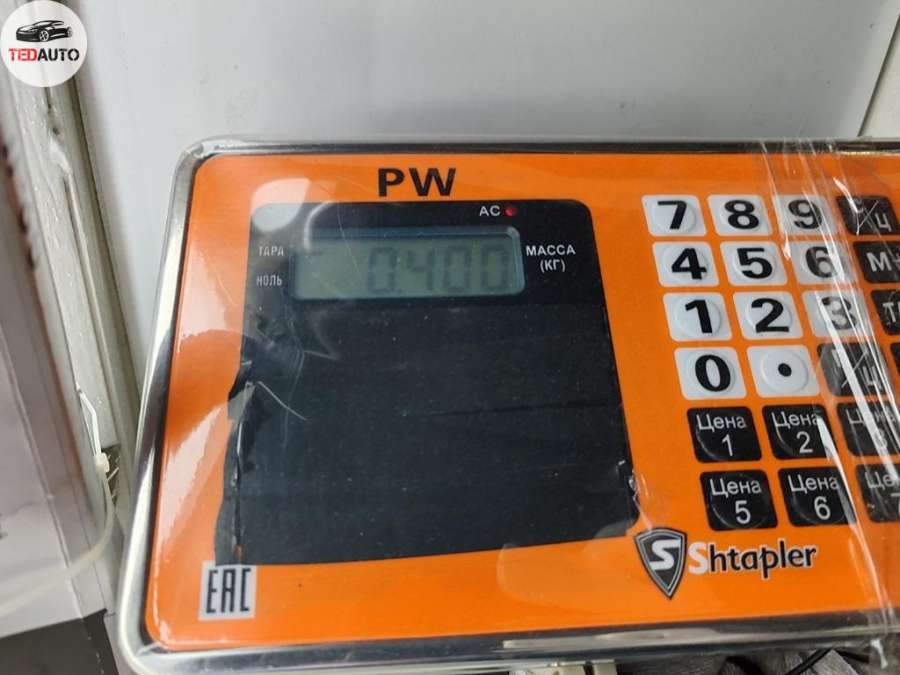 TEDAUTO
PW
AC
ТАРА
НОЛЬ
0.400
МАССА
(КГ)
7 8 9
4 5 6
1 2 3
0 •
Цена
1
Цена
2
Цена
5
Цена
6
Shtapler
EAC